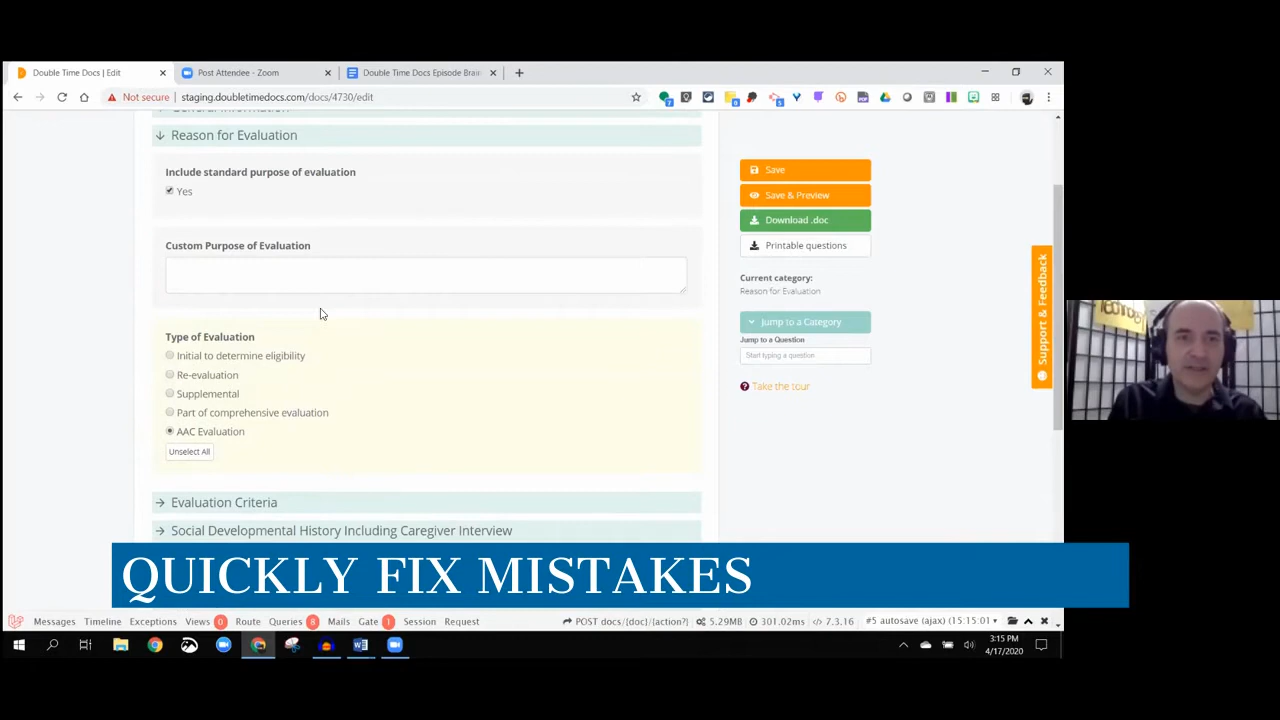 Double Time Docs | Edit
Post Attendee - Zoom
Double Time Docs Episode Brai
Not secure
staging.doubletimedocs.com/docs/4730/edit
Reason for Evaluation
Include standard purpose of evaluation
Yes
Custom Purpose of Evaluation
Type of Evaluation
Initial to determine eligibility
Re-evaluation
Supplemental
Part of comprehensive evaluation
AAC Evaluation
Unselect All
Evaluation Criteria
Social Developmental History Including Caregiver Interview
Save
Save & Preview
Download .doc
Printable questions
Current category:
Reason for Evaluation
Jump to a Category
Jump to a Question
Start typing a question...
Take the tour
Support & Feedback
QUICKLY FIX MISTAKES
Messages Timeline Exceptions Views 0 Route Queries 8 Mails Gate 1 Session Request
POST docs/{doc}/{action?} 5.29MB 301.02ms 7.3.16 #5 autosave (ajax) (15:15:01)
3:15 PM
4/17/2020